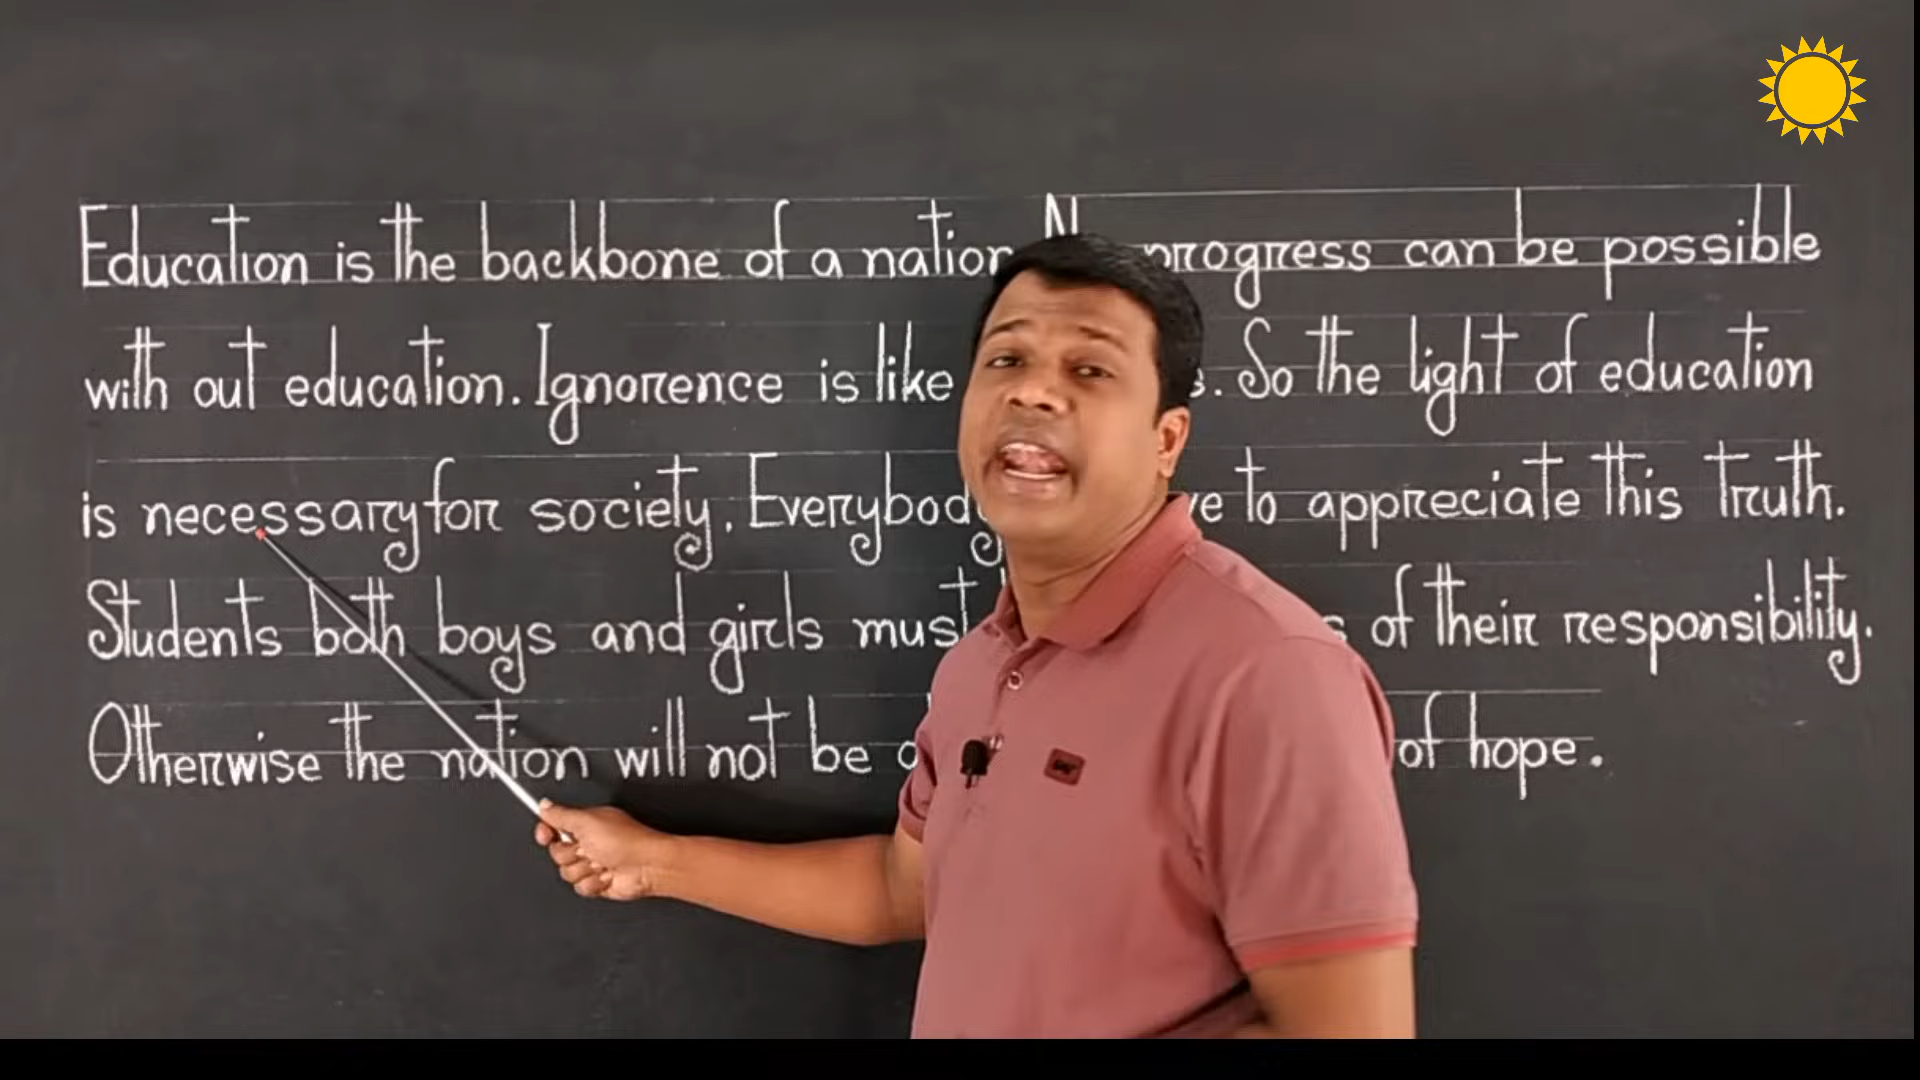 Education is the backbone of a nation progress can be possible
with out education. Ignorence is like So the light of education
is necessary for society. Everybody to appreciate this truth.
Students both boys and girls must of their responsibility.
Otherwise the nation will not be of hope.